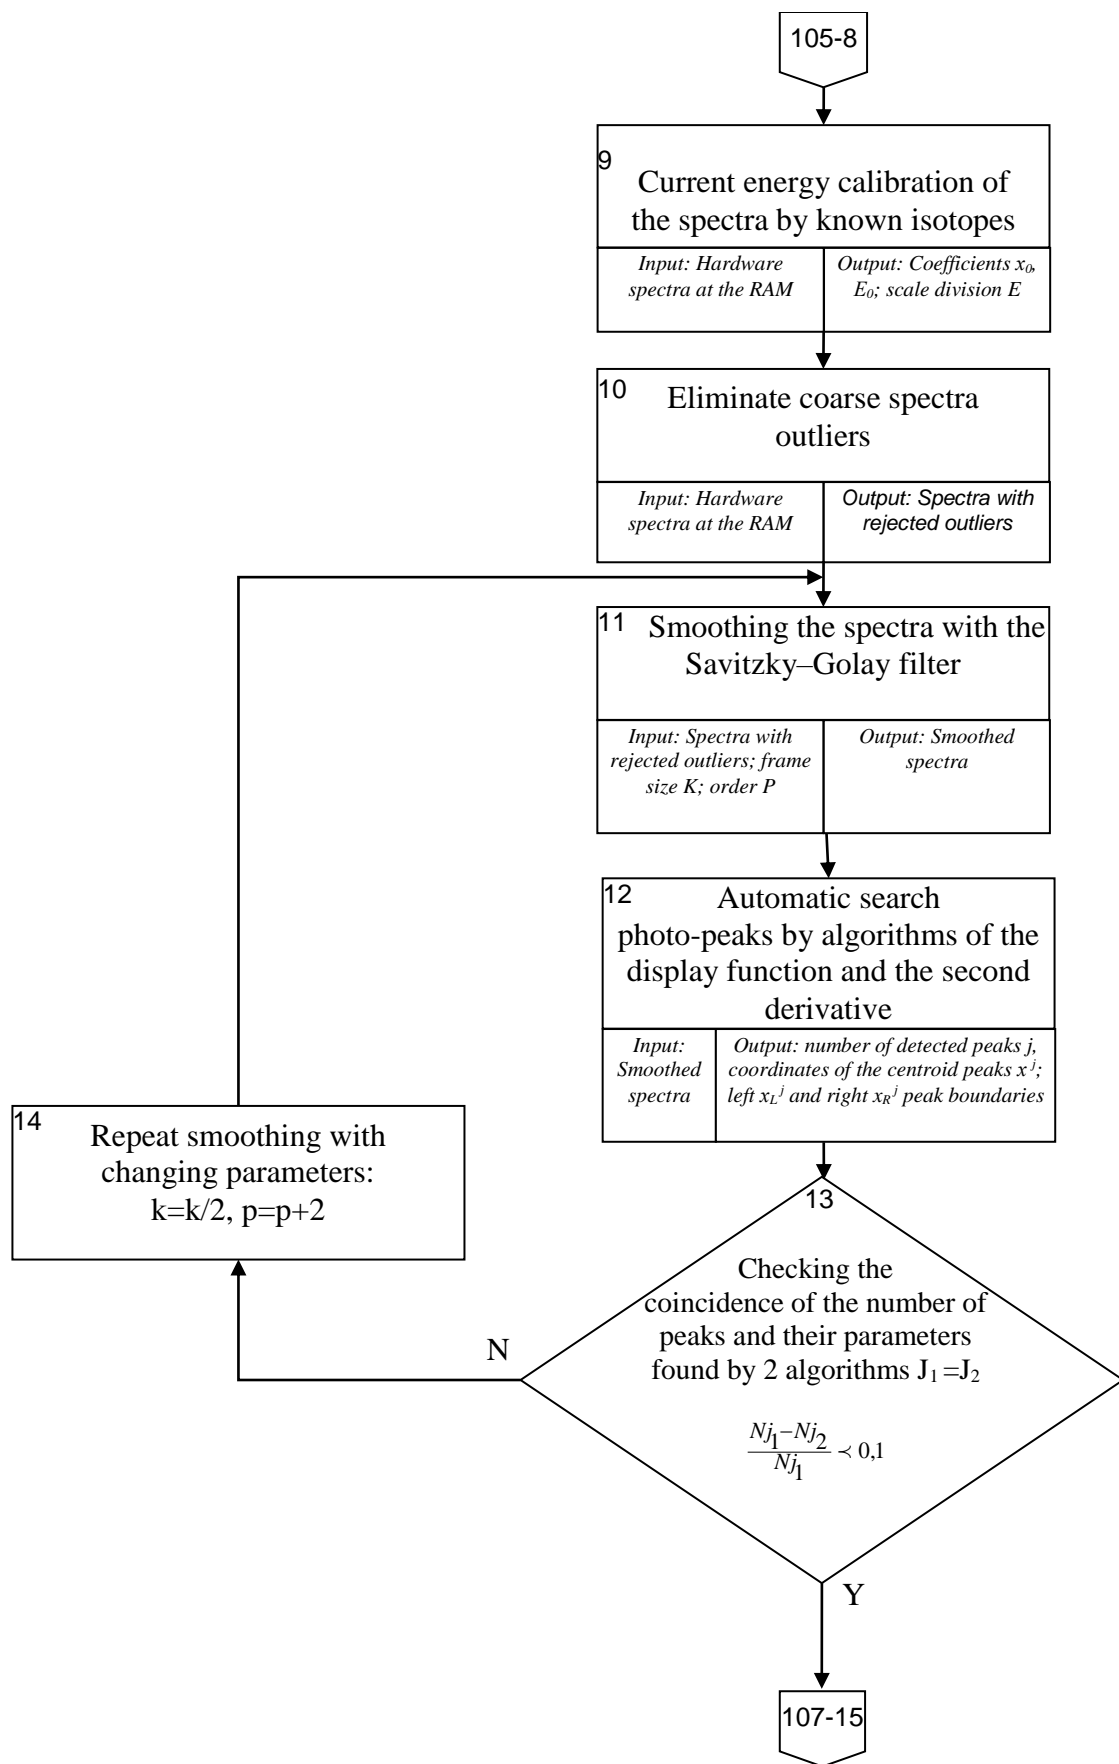 105-8
9
Current energy calibration of
the spectra by known isotopes
Input: Hardware
spectra at the RAM
Output: Coefficients x₀,
E₀; scale division E
10
Eliminate coarse spectra
outliers
Input: Hardware
spectra at the RAM
Output: Spectra with
rejected outliers
11
Smoothing the spectra with the
Savitzky–Golay filter
Input: Spectra with
rejected outliers; frame
size K; order P
Output: Smoothed
spectra
12
Automatic search
photo-peaks by algorithms of the
display function and the second
derivative
Input:
Smoothed
spectra
Output: number of detected peaks j,
coordinates of the centroid peaks x^j;
left x_L^j and right x_R^j peak boundaries
14
Repeat smoothing with
changing parameters:
k=k/2, p=p+2
13
Checking the
coincidence of the number of
peaks and their parameters
found by 2 algorithms J₁=J₂
Nj₁–Nj₂
Nj₁
≺ 0,1
N
Y
107-15